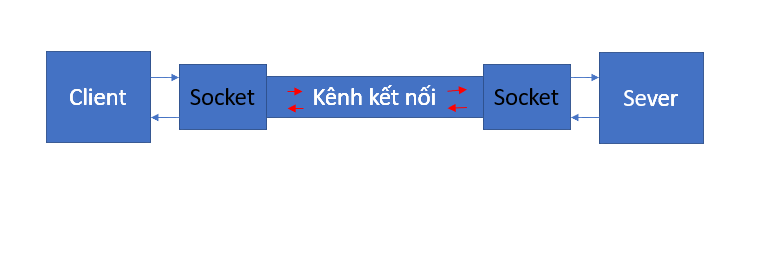 Client
Socket
Kênh kết nối
Socket
Sever